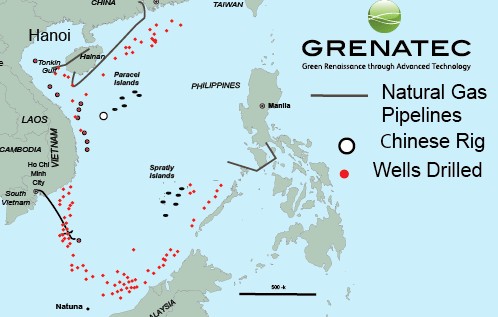 CHINA
TAIWAN
Hanoi
Hainan
Tonkin
Gulf
Paracel
Islands
LAOS
VIETNAM
CAMBODIA
Ho Chi
Minh
City
South
Vietnam
PHILIPPINES
Manila
Spratly
Islands
Natuna
MALAYSIA
500 -k
GRENATEC
Green Renaissance through Advanced Technology
Natural Gas
Pipelines
Chinese Rig
Wells Drilled